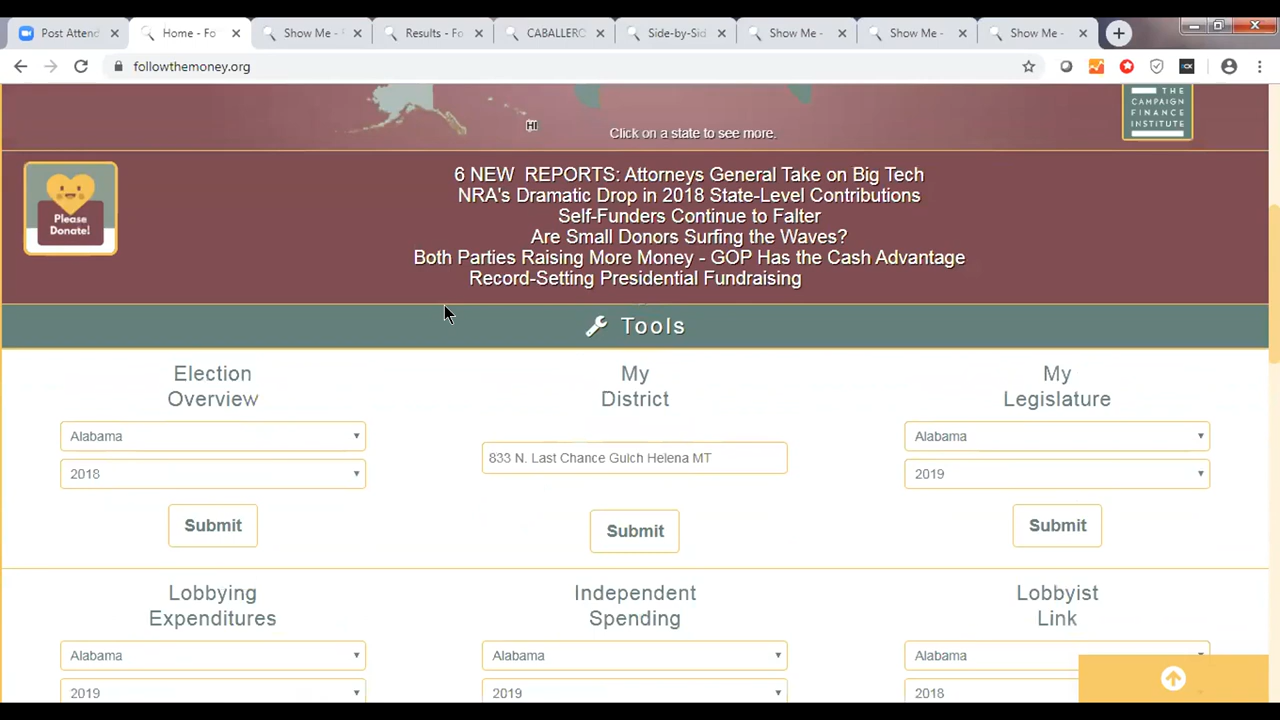 Post Attend
Home - Fo
Show Me -
Results - Fo
Side-by-Sid
Show Me -
Show Me -
Show Me -
followthemoney.org
HI
Click on a state to see more.
THE
CAMPAIGN
FINANCE
INSTITUTE
Please
Donate!
6 NEW REPORTS: Attorneys General Take on Big Tech
NRA's Dramatic Drop in 2018 State-Level Contributions
Self-Funders Continue to Falter
Are Small Donors Surfing the Waves?
Both Parties Raising More Money - GOP Has the Cash Advantage
Record-Setting Presidential Fundraising
Tools
Election
Overview
Alabama
2018
Submit
My
District
833 N. Last Chance Gulch Helena MT
Submit
My
Legislature
Alabama
2019
Submit
Lobbying
Expenditures
Alabama
2019
Independent
Spending
Alabama
2019
Lobbyist
Link
Alabama
2018